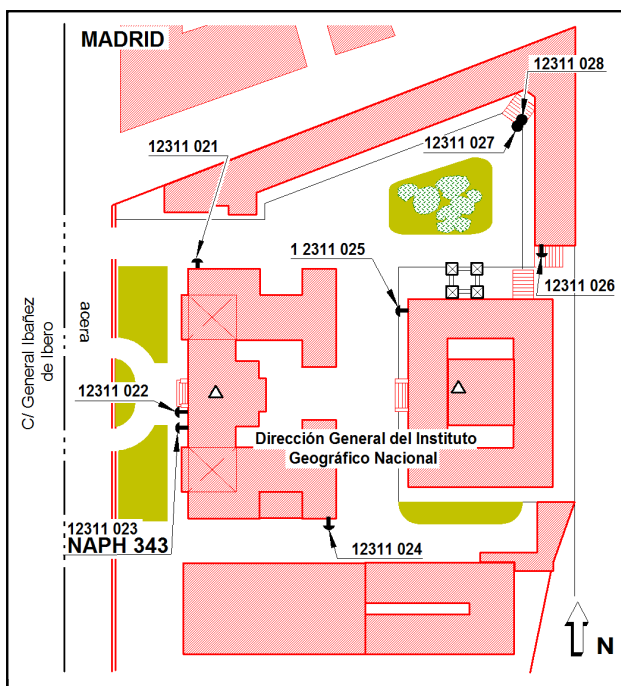 MADRID
12311 028
12311 027
12311 021
1 2311 025
12311 026
C/ General Ibañez
de Ibero
acera
12311 022
Dirección General del Instituto
Geográfico Nacional
12311 023
NAPH 343
12311 024
N